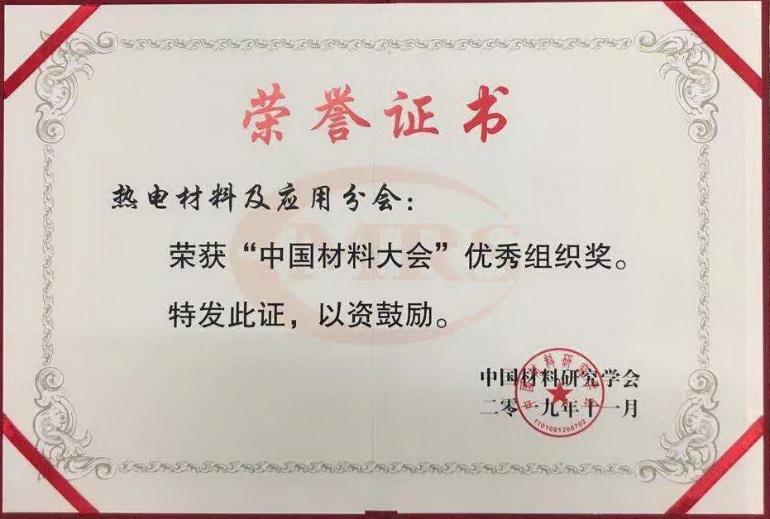 荣誉证书
热电材料及应用分会：
荣获“中国材料大会”优秀组织奖。
特发此证，以资鼓励。
中国材料研究学会
二零一九年十一月